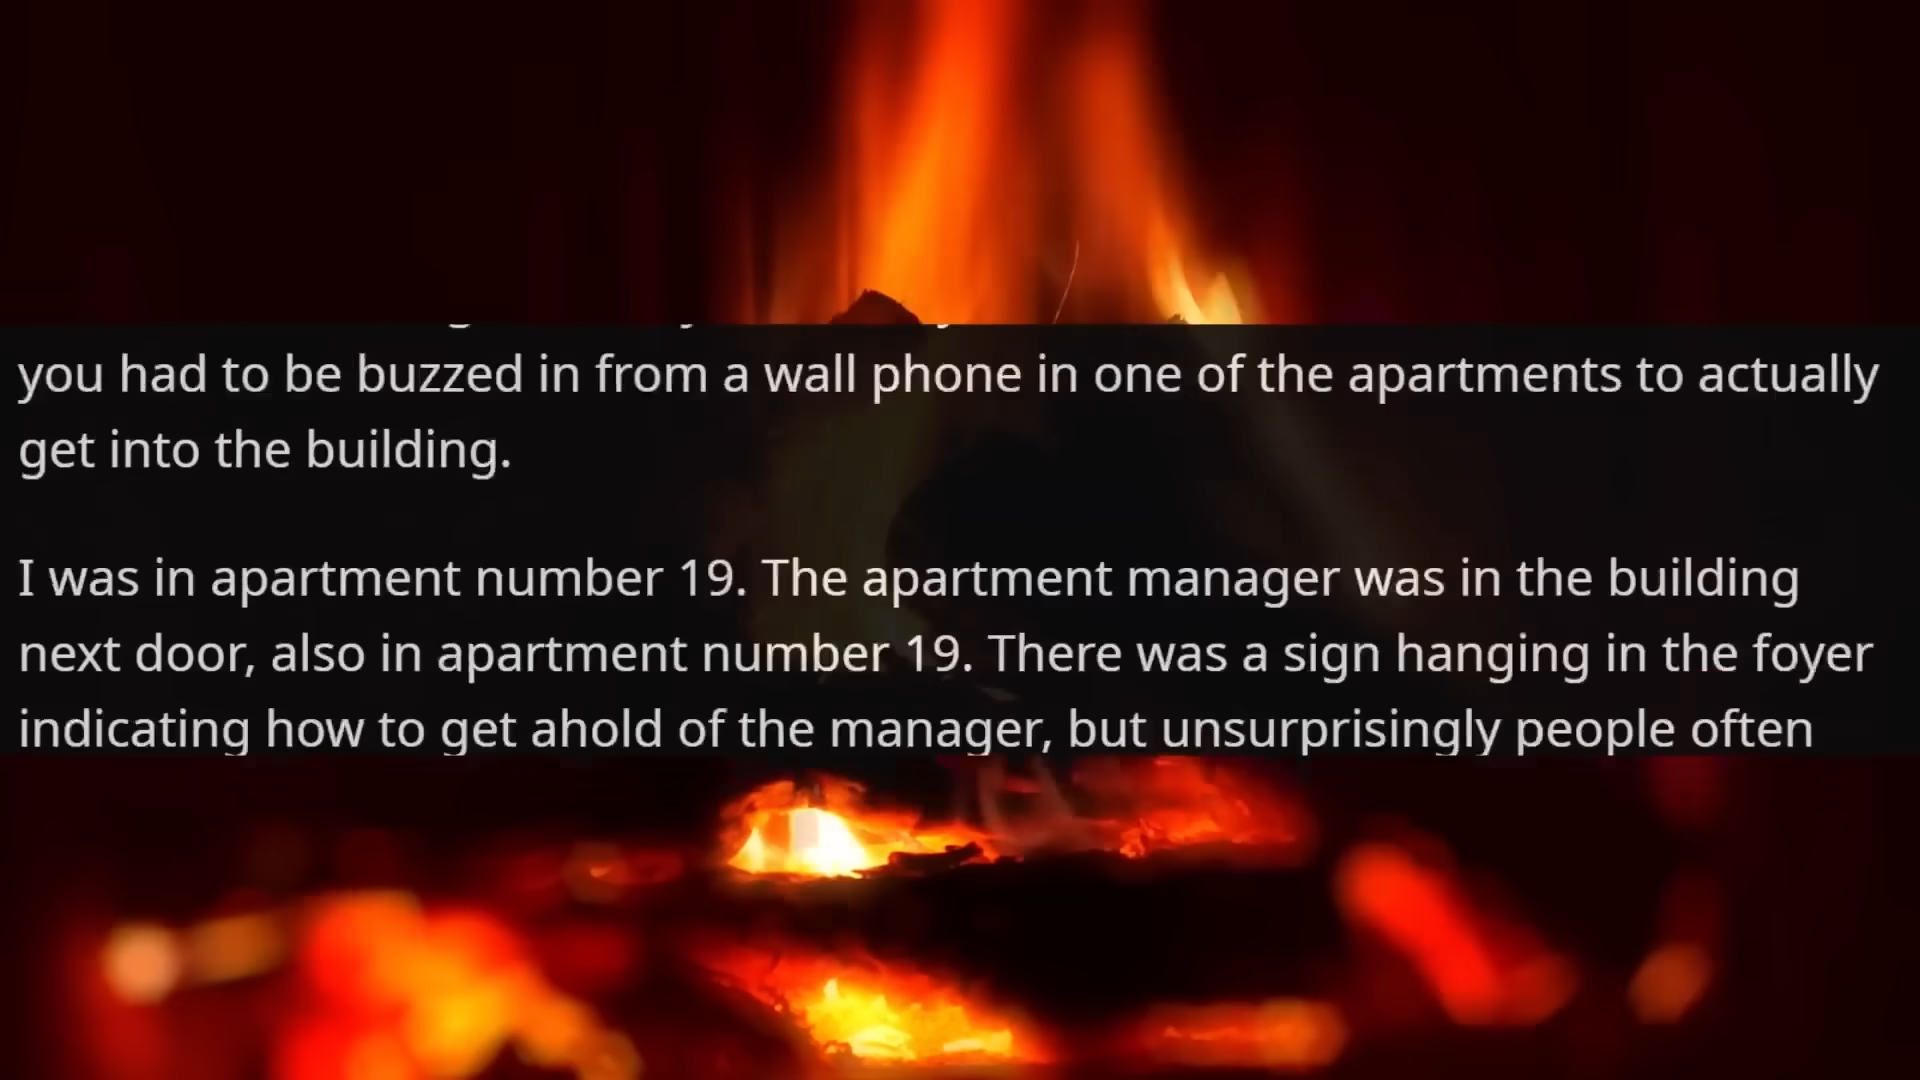 you had to be buzzed in from a wall phone in one of the apartments to actually
get into the building.
I was in apartment number 19. The apartment manager was in the building
next door, also in apartment number 19. There was a sign hanging in the foyer
indicating how to get ahold of the manager, but unsurprisingly people often